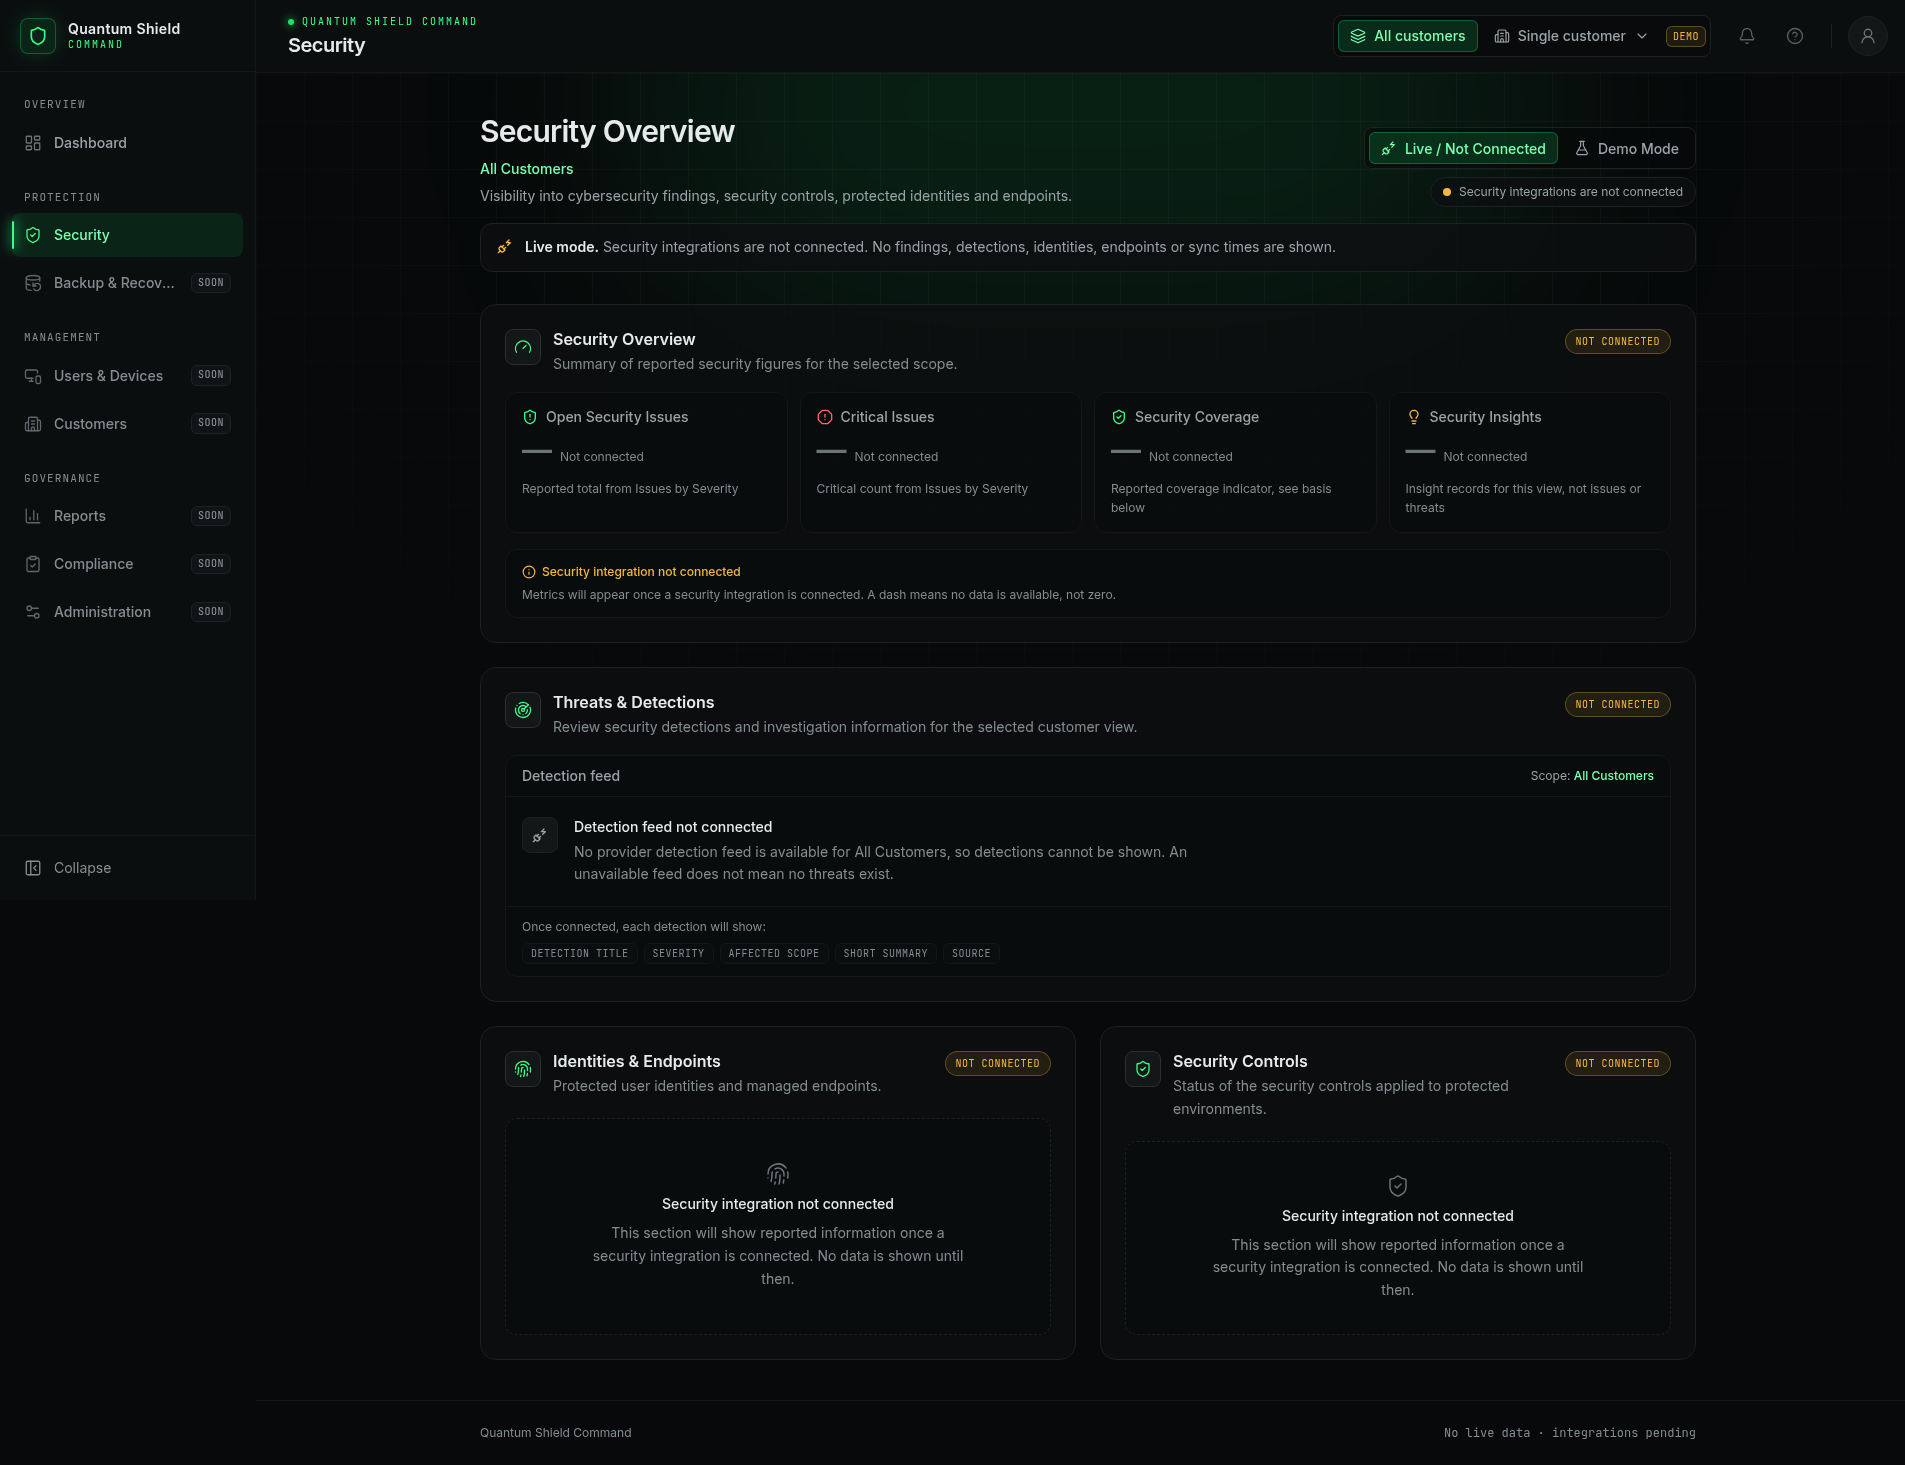 Quantum Shield
COMMAND
OVERVIEW
Dashboard
PROTECTION
Security
Backup & Recov... SOON
MANAGEMENT
Users & Devices SOON
Customers SOON
GOVERNANCE
Reports SOON
Compliance SOON
Administration SOON
Collapse
QUANTUM SHIELD COMMAND
Security
All customers Single customer DEMO
Security Overview
All Customers
Visibility into cybersecurity findings, security controls, protected identities and endpoints.
Live / Not Connected Demo Mode
Security integrations are not connected
Live mode. Security integrations are not connected. No findings, detections, identities, endpoints or sync times are shown.
Security Overview
Summary of reported security figures for the selected scope.
NOT CONNECTED
Open Security Issues
— Not connected
Reported total from Issues by Severity
Critical Issues
— Not connected
Critical count from Issues by Severity
Security Coverage
— Not connected
Reported coverage indicator, see basis
below
Security Insights
— Not connected
Insight records for this view, not issues or
threats
Security integration not connected
Metrics will appear once a security integration is connected. A dash means no data is available, not zero.
Threats & Detections
Review security detections and investigation information for the selected customer view.
NOT CONNECTED
Detection feed
Scope: All Customers
Detection feed not connected
No provider detection feed is available for All Customers, so detections cannot be shown. An
unavailable feed does not mean no threats exist.
Once connected, each detection will show:
DETECTION TITLE SEVERITY AFFECTED SCOPE SHORT SUMMARY SOURCE
Identities & Endpoints
Protected user identities and managed endpoints.
NOT CONNECTED
Security integration not connected
This section will show reported information once a
security integration is connected. No data is shown until
then.
Security Controls
Status of the security controls applied to protected
environments.
NOT CONNECTED
Security integration not connected
This section will show reported information once a
security integration is connected. No data is shown until
then.
Quantum Shield Command
No live data · integrations pending